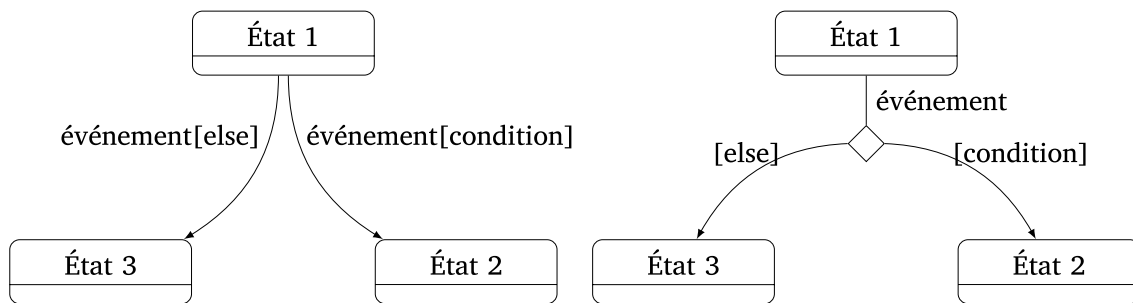 État 1
événement[else]
événement[condition]
État 3
État 2
État 1
événement
[else]
[condition]
État 3
État 2